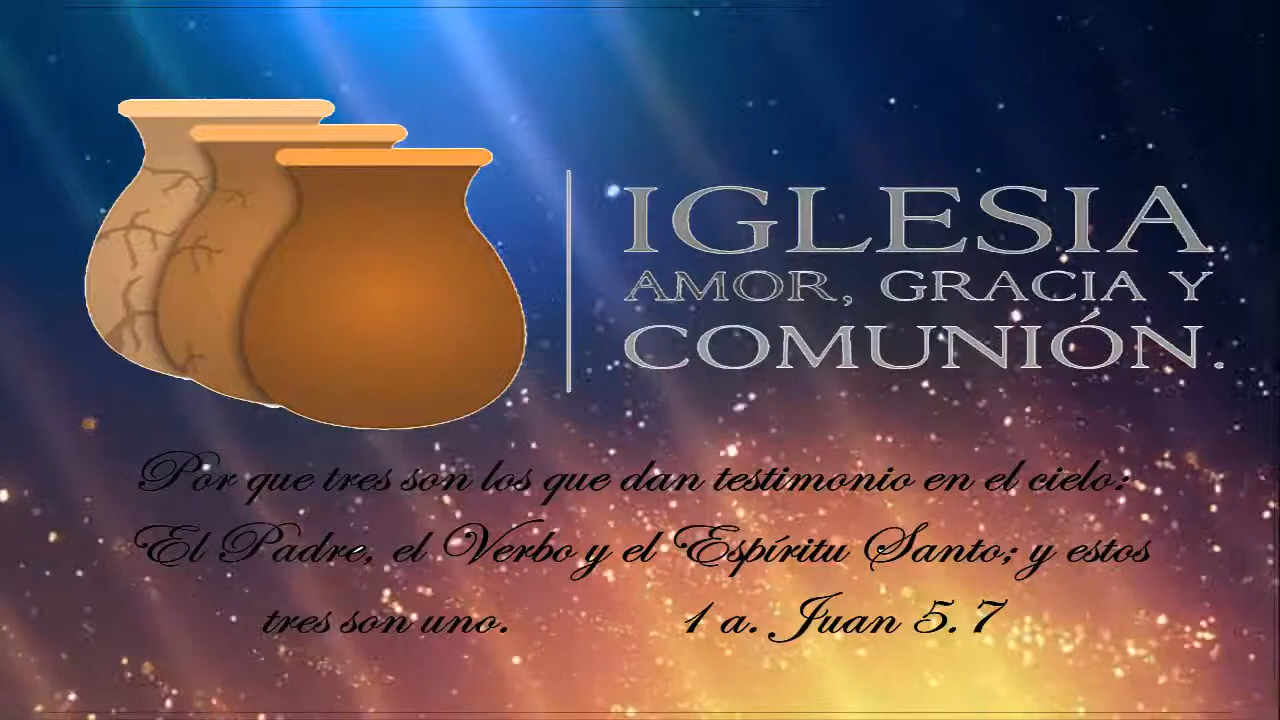 IGLESIA
AMOR, GRACIA Y
COMUNIÓN.
Por que tres son los que dan testimonio en el cielo:
El Padre, el Verbo y el Espíritu Santo; y estos
tres son uno. 1 a. Juan 5. 7